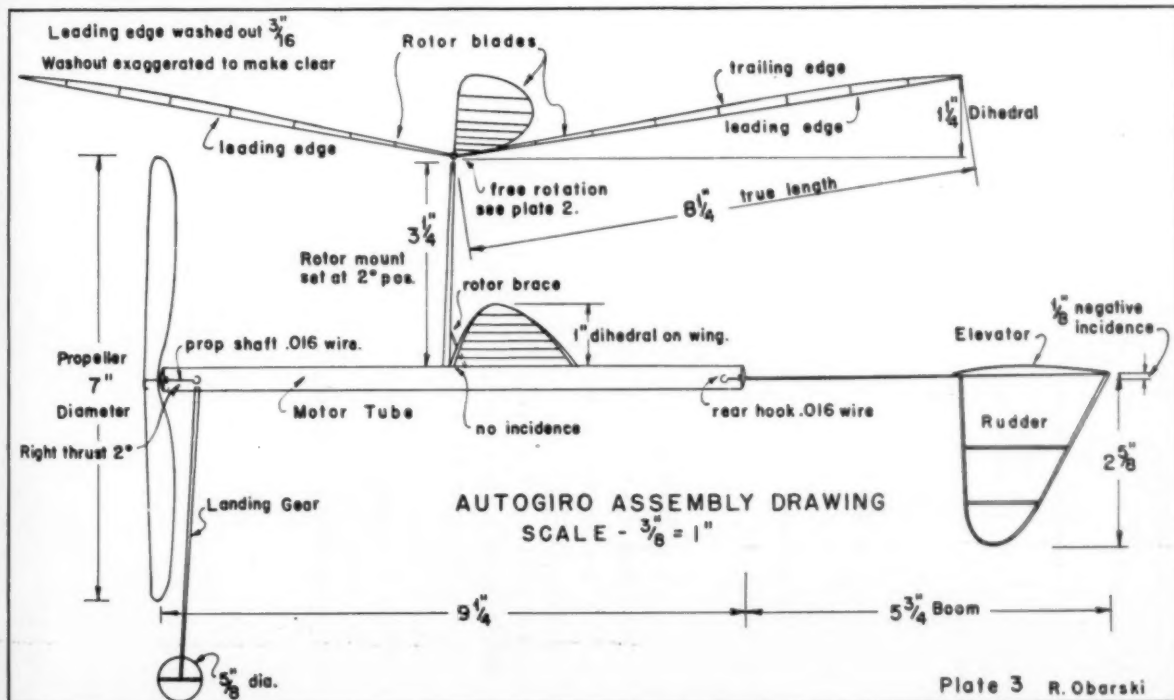 Leading edge washed out 3/16"
Washout exaggerated to make clear
Rotor blades
trailing edge
leading edge
leading edge
1 1/4" Dihedral
free rotation
see plate 2.
8 1/4" true length
3 1/4"
Rotor mount
set at 2° pos.
rotor brace
1" dihedral on wing.
1/8" negative
incidence
Elevator
prop shaft .016 wire.
Propeller
7"
Diameter
Motor Tube
no incidence
rear hook .016 wire
Rudder
2 5/8"
Right thrust 2°
Landing Gear
AUTOGIRO ASSEMBLY DRAWING
SCALE - 3/8" = 1"
9 1/4"
5 3/4" Boom
5/8" dia.
Plate 3 R. Obarski